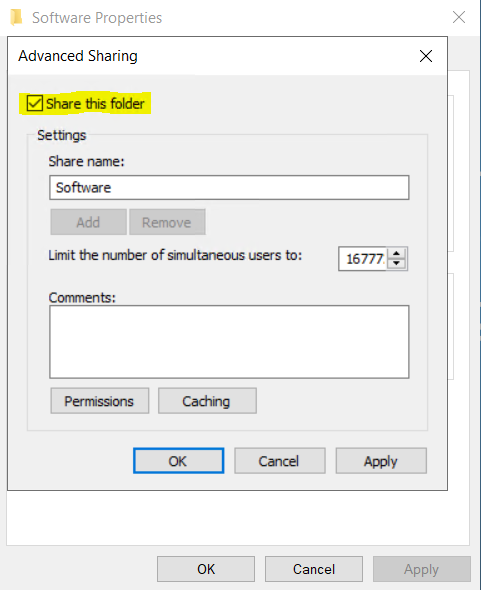 Software Properties
Advanced Sharing
Share this folder
Settings
Share name:
Software
Add Remove
Limit the number of simultaneous users to: 16777
Comments:
Permissions Caching
OK Cancel Apply
OK Cancel Apply